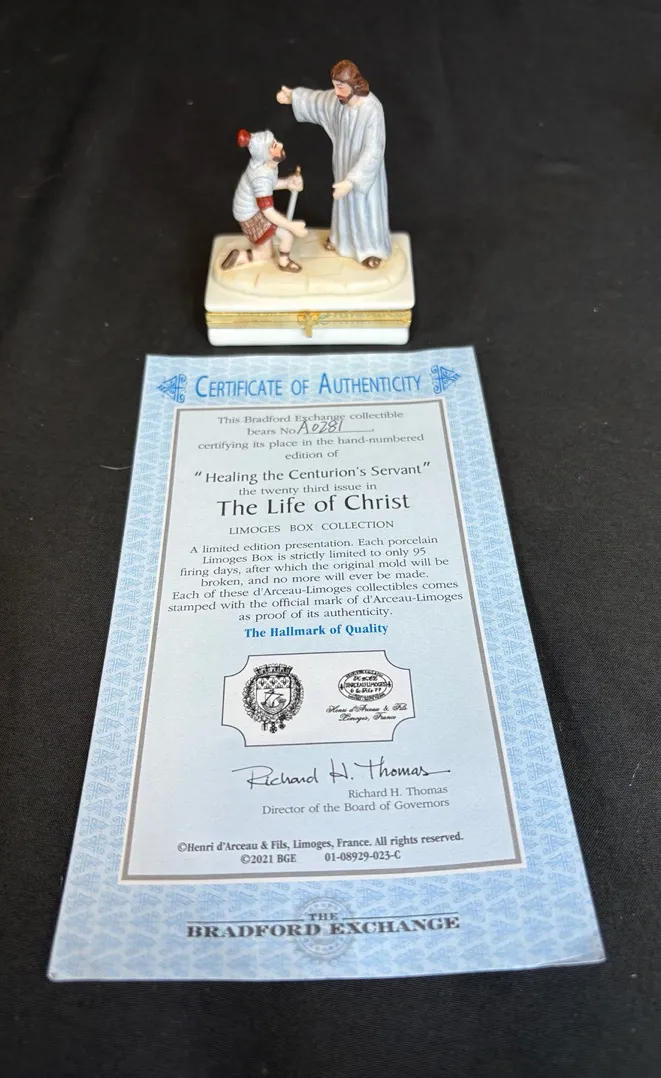 CERTIFICATE OF AUTHENTICITY
This Bradford Exchange collectible
bears No. A0281
certifying its place in the hand-numbered
edition of
"Healing the Centurion's Servant"
the twenty third issue in
The Life of Christ
LIMOGES BOX COLLECTION
A limited edition presentation. Each porcelain
Limoges Box is strictly limited to only 95
firing days, after which the original mold will be
broken, and no more will ever be made.
Each of these d'Arceau-Limoges collectibles comes
stamped with the official mark of d'Arceau-Limoges
as proof of its authenticity.
The Hallmark of Quality
D'ARCEAU-LIMOGES
Henri d'Arceau & Fils
Limoges, France
Richard H. Thomas
Richard H. Thomas
Director of the Board of Governors
©Henri d'Arceau & Fils, Limoges, France. All rights reserved.
©2021 BGE 01-08929-023-C
THE
BRADFORD EXCHANGE